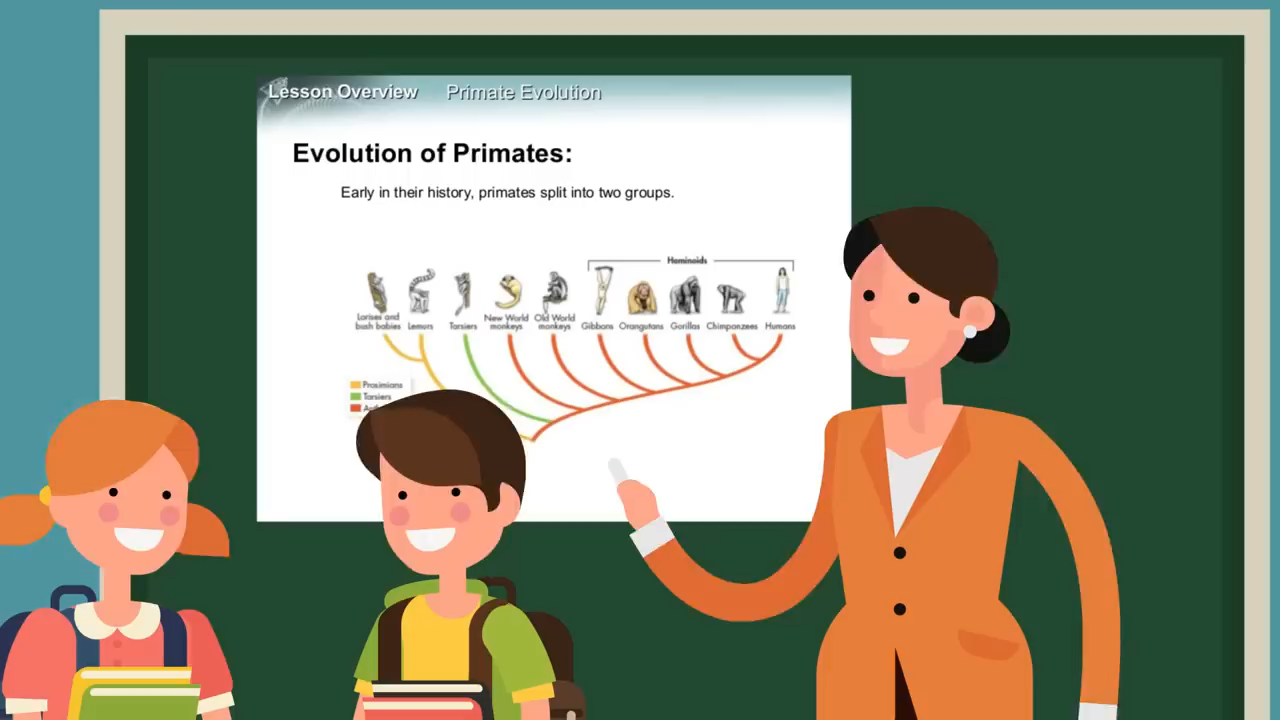 Lesson Overview Primate Evolution
Evolution of Primates:
Early in their history, primates split into two groups.
Hominoids
Lorises and bush babies
Lemurs
Tarsiers
New World monkeys
Old World monkeys
Gibbons
Orangutans
Gorillas
Chimpanzees
Humans
Prosimians
Tarsiers